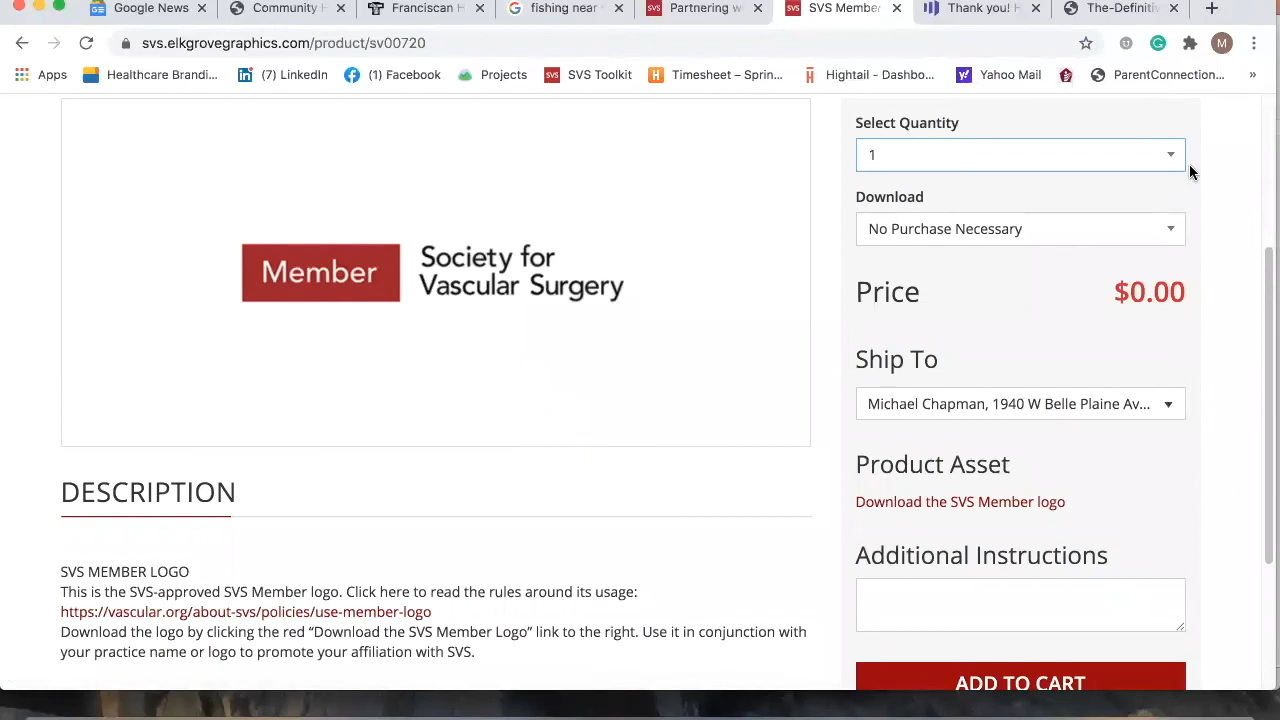 Google News
Community H
Franciscan H
fishing near
Partnering w
SVS Membe
Thank you! H
The-Definitiv
svs.elkgrovegraphics.com/product/sv00720
M
Apps
Healthcare Brandi...
(7) LinkedIn
(1) Facebook
Projects
SVS Toolkit
Timesheet – Sprin...
Hightail - Dashbo...
Yahoo Mail
ParentConnection...
»
Member
Society for
Vascular Surgery
DESCRIPTION
SVS MEMBER LOGO
This is the SVS-approved SVS Member logo. Click here to read the rules around its usage:
https://vascular.org/about-svs/policies/use-member-logo
Download the logo by clicking the red “Download the SVS Member Logo” link to the right. Use it in conjunction with
your practice name or logo to promote your affiliation with SVS.
Select Quantity
1
Download
No Purchase Necessary
Price $0.00
Ship To
Michael Chapman, 1940 W Belle Plaine Av...
Product Asset
Download the SVS Member logo
Additional Instructions
ADD TO CART